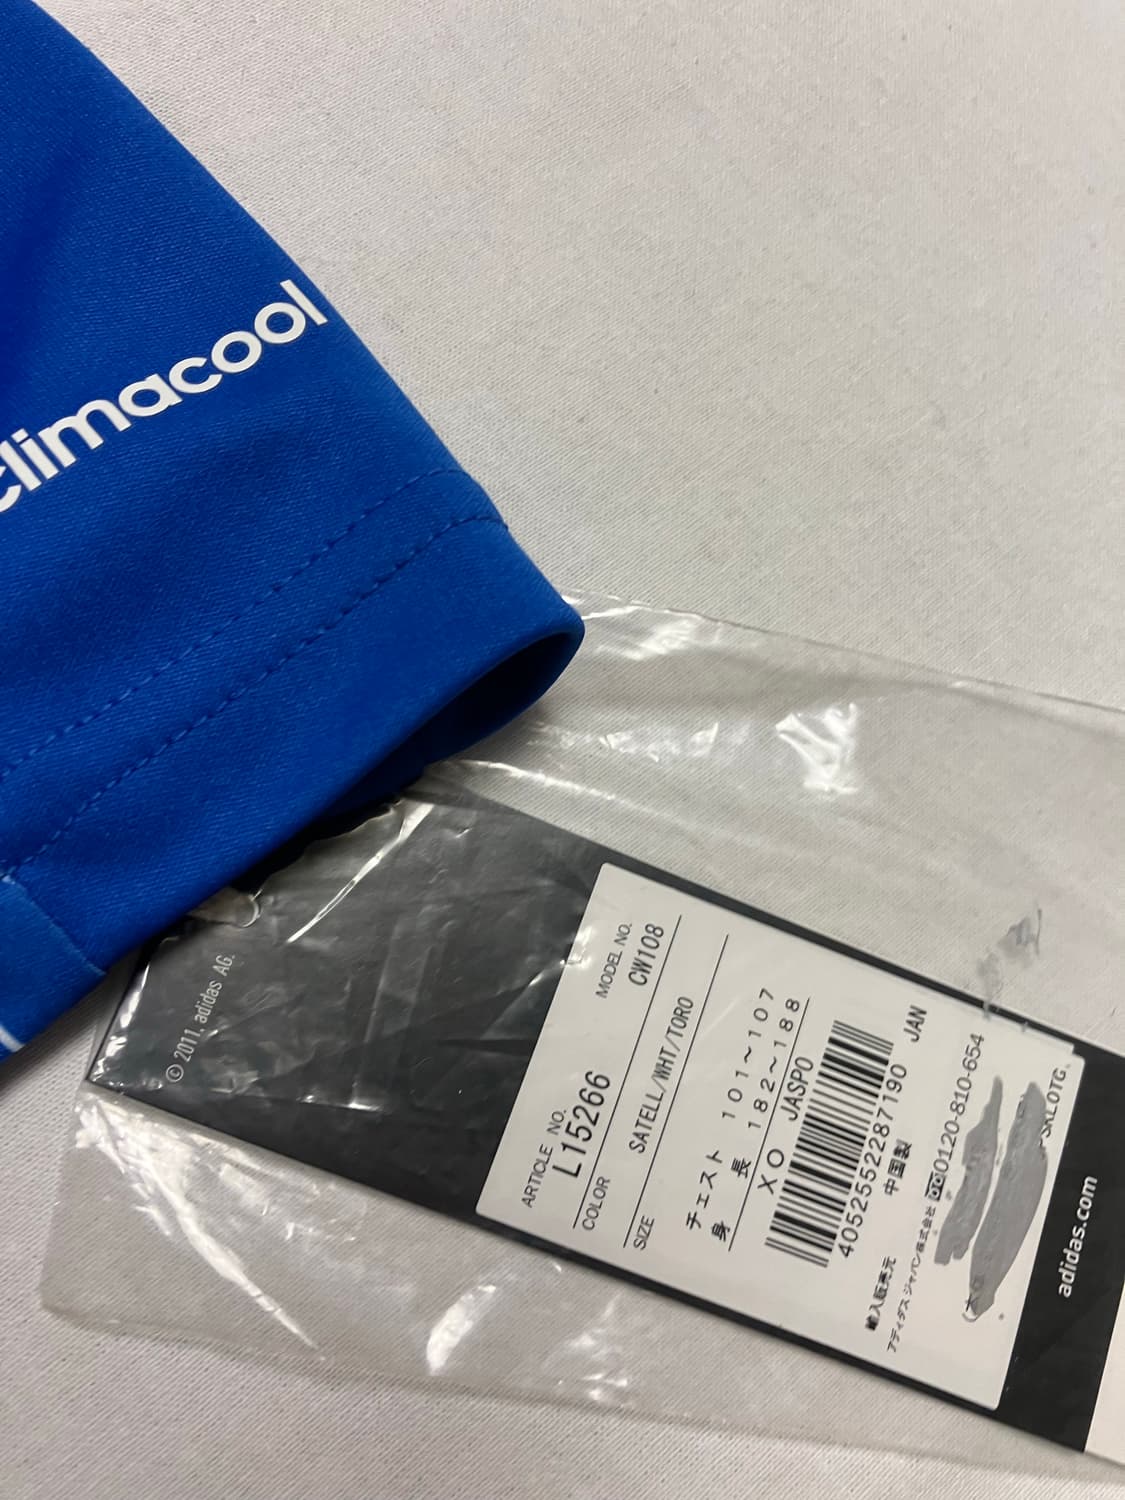 climacool
© 2011. adidas AG.
ARTICLE NO.
MODEL NO.
L15266
CW108
COLOR
SATELL/WHT/TORO
SIZE
チェスト 101~107
身 長 182~188
XO JASPO
4052555287190 JAN
中国製
輸入販売元
アディダス ジャパン株式会社 0120-810-654
SKLOTG
adidas.com